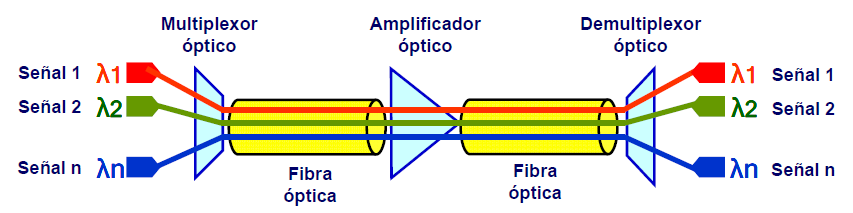 Multiplexor
óptico
Amplificador
óptico
Demultiplexor
óptico
Señal 1 λ1
λ1 Señal 1
Señal 2 λ2
λ2 Señal 2
Señal n λn
λn Señal n
Fibra
óptica
Fibra
óptica